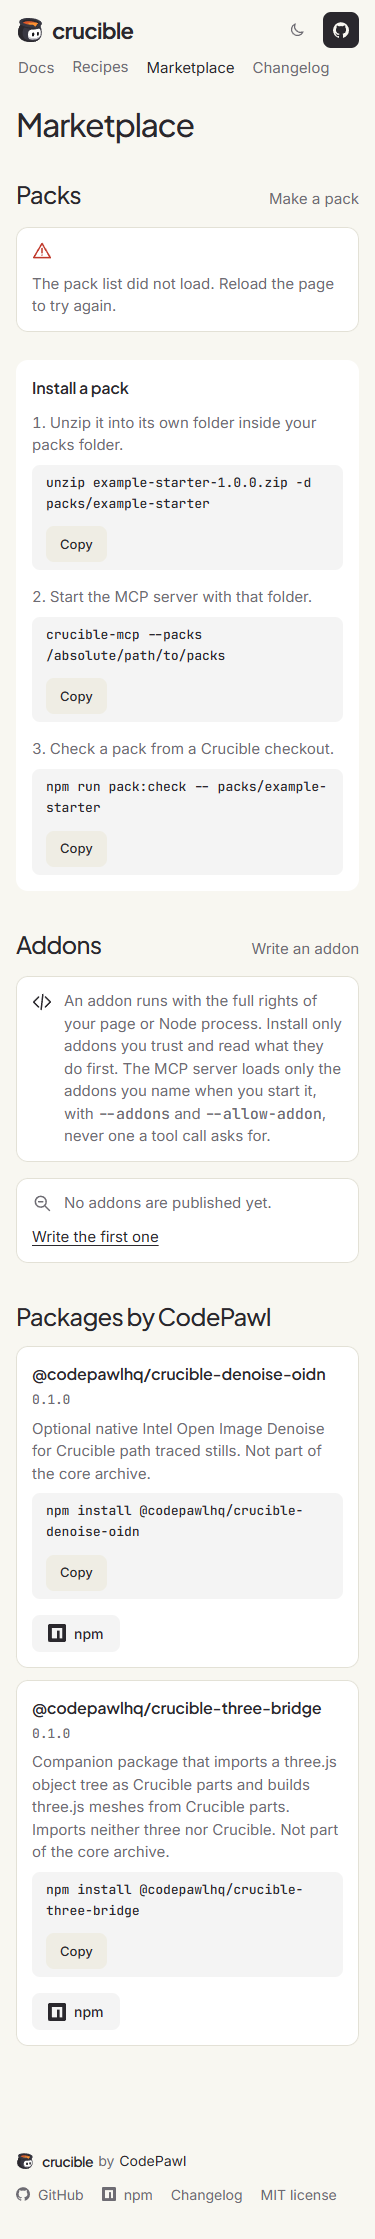 crucible
Docs Recipes Marketplace Changelog
Marketplace
Packs Make a pack
The pack list did not load. Reload the page
to try again.
Install a pack
1. Unzip it into its own folder inside your
packs folder.
unzip example-starter-1.0.0.zip -d
packs/example-starter
Copy
2. Start the MCP server with that folder.
crucible-mcp --packs
/absolute/path/to/packs
Copy
3. Check a pack from a Crucible checkout.
npm run pack:check -- packs/example-
starter
Copy
Addons Write an addon
An addon runs with the full rights of
your page or Node process. Install only
addons you trust and read what they
do first. The MCP server loads only the
addons you name when you start it,
with --addons and --allow-addon,
never one a tool call asks for.
No addons are published yet.
Write the first one
Packages by CodePawl
@codepawlhq/crucible-denoise-oidn
0.1.0
Optional native Intel Open Image Denoise
for Crucible path traced stills. Not part of
the core archive.
npm install @codepawlhq/crucible-
denoise-oidn
Copy
npm
@codepawlhq/crucible-three-bridge
0.1.0
Companion package that imports a three.js
object tree as Crucible parts and builds
three.js meshes from Crucible parts.
Imports neither three nor Crucible. Not part
of the core archive.
npm install @codepawlhq/crucible-
three-bridge
Copy
npm
crucible by CodePawl
GitHub npm Changelog MIT license